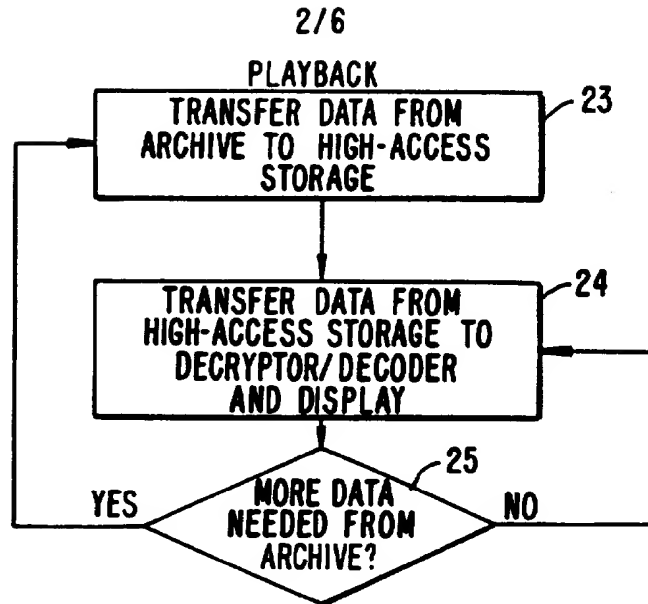 2/6
PLAYBACK
TRANSFER DATA FROM
ARCHIVE TO HIGH-ACCESS
STORAGE
23
TRANSFER DATA FROM
HIGH-ACCESS STORAGE TO
DECRYPTOR/DECODER
AND DISPLAY
24
25
YES
MORE DATA
NEEDED FROM
ARCHIVE?
NO